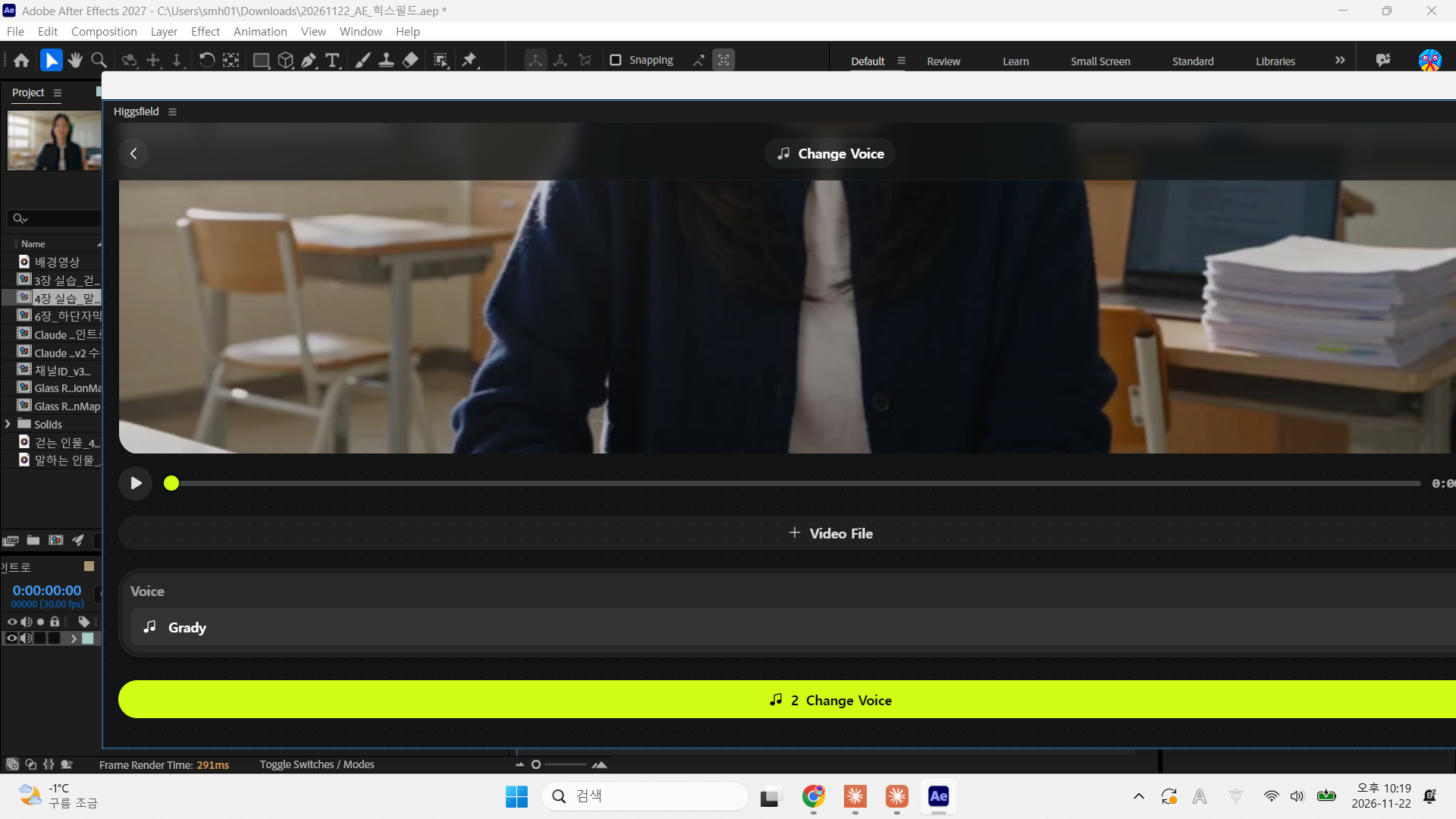 Ae Adobe After Effects 2027 - C:\Users\smh01\Downloads\20261122_AE_힉스필드.aep *
File Edit Composition Layer Effect Animation View Window Help
Snapping Default Review Learn Small Screen Standard Libraries
Project
Higgsfield
Change Voice
Name
배경영상
3장 실습_걷...
4장 실습_말...
6장_하단자막
Claude ..._인트로
Claude ..._v2 수
채널ID_v3...
Glass R...ionMa
Glass R...nMap
Solids
걷는 인물_4...
말하는 인물_...
0:0
+ Video File
인트로
0:00:00:00
00000 (30.00 fps)
Voice
Grady
2 Change Voice
Frame Render Time: 291ms
Toggle Switches / Modes
-1°C
구름 조금
검색
Ae
A
오후 10:19
2026-11-22